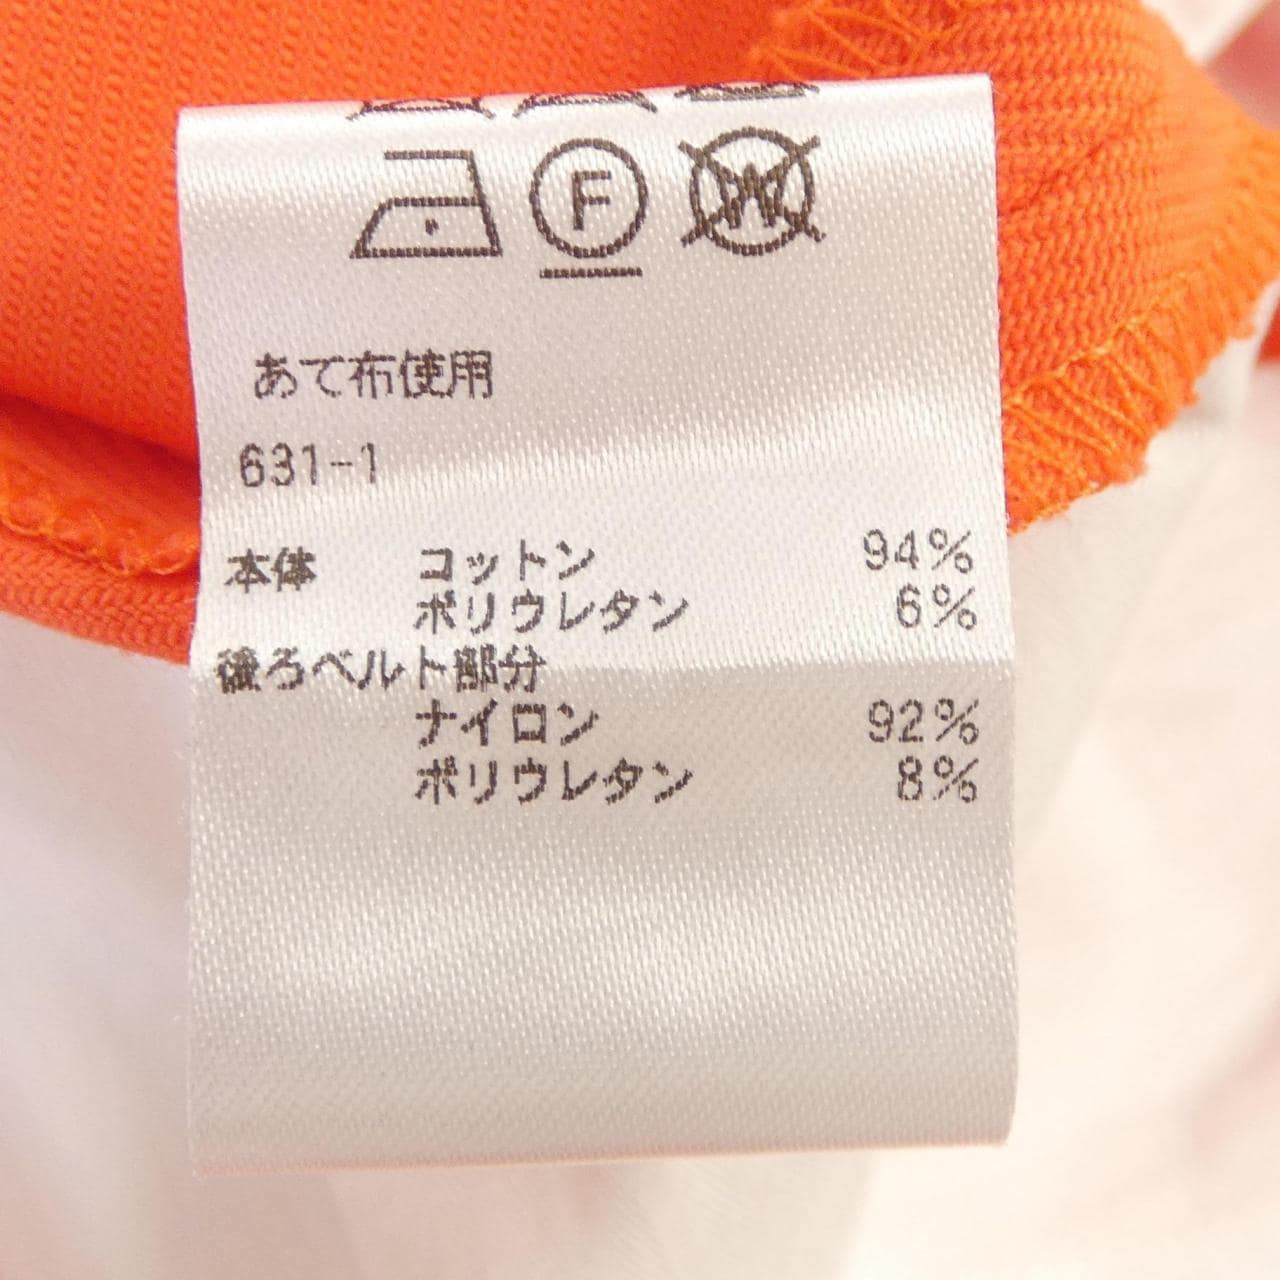 F
W
あて布使用
631-1
本体 コットン 94%
ポリウレタン 6%
後ろベルト部分
ナイロン 92%
ポリウレタン 8%